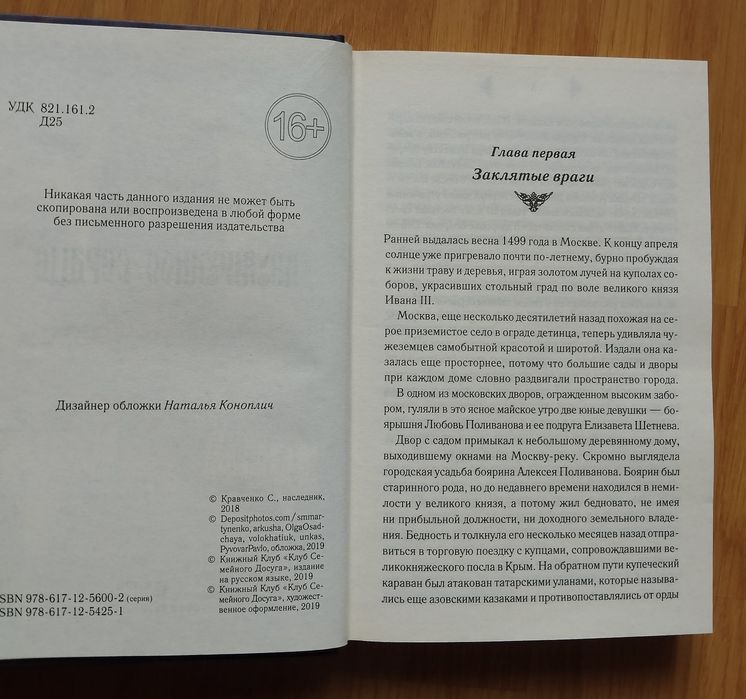 УДК 821.161.2
Д25
16+
Никакая часть данного издания не может быть
скопирована или воспроизведена в любой форме
без письменного разрешения издательства
Дизайнер обложки Наталья Коноплич
© Кравченко С., наследник,
2018
© Depositphotos.com / smmar-
tynenko, arkusha, OlgaOsad-
chaya, volokhatiuk, unkas,
PyvovarPavlo, обложка, 2019
© Книжный Клуб «Клуб Се-
мейного Досуга», издание
на русском языке, 2019
© Книжный Клуб «Клуб Се-
мейного Досуга», художест-
венное оформление, 2019
SBN 978-617-12-5600-2 (серия)
SBN 978-617-12-5425-1
Глава первая
Заклятые враги
Ранней выдалась весна 1499 года в Москве. К концу апреля
солнце уже пригревало почти по-летнему, бурно пробуждая
к жизни траву и деревья, играя золотом лучей на куполах со-
боров, украсивших стольный град по воле великого князя
Ивана III.
Москва, еще несколько десятилетий назад похожая на се-
рое приземистое село в ограде детинца, теперь удивляла чу-
жеземцев самобытной красотой и широтой. Издали она ка-
залась еще просторнее, потому что большие сады и дворы
при каждом доме словно раздвигали пространство города.
В одном из московских дворов, огражденном высоким забо-
ром, гуляли в это ясное майское утро две юные девушки — бо-
ярышня Любовь Поливанова и ее подруга Елизавета Шетнева.
Двор с садом примыкал к небольшому деревянному дому,
выходившему окнами на Москву-реку. Скромно выглядела
городская усадьба боярина Алексея Поливанова. Боярин был
старинного рода, но до недавнего времени находился в неми-
лости у великого князя, а потому жил бедновато, не имея
ни прибыльной должности, ни доходного земельного владе-
ния. Бедность и толкнула его несколько месяцев назад отпра-
виться в торговую поездку с купцами, сопровождавшими ве-
ликокняжеского посла в Крым. На обратном пути купеческий
караван был атакован татарскими уланами, которые называ-
лись еще азовскими казаками и противопоставлялись от орды